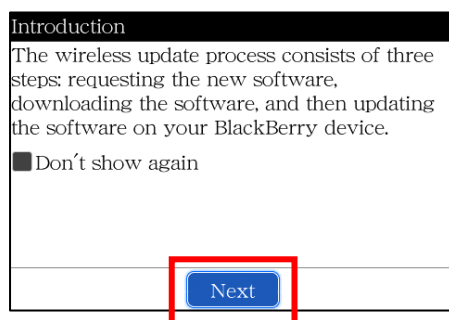 Introduction
The wireless update process consists of three
steps: requesting the new software,
downloading the software, and then updating
the software on your BlackBerry device.
Don't show again
Next